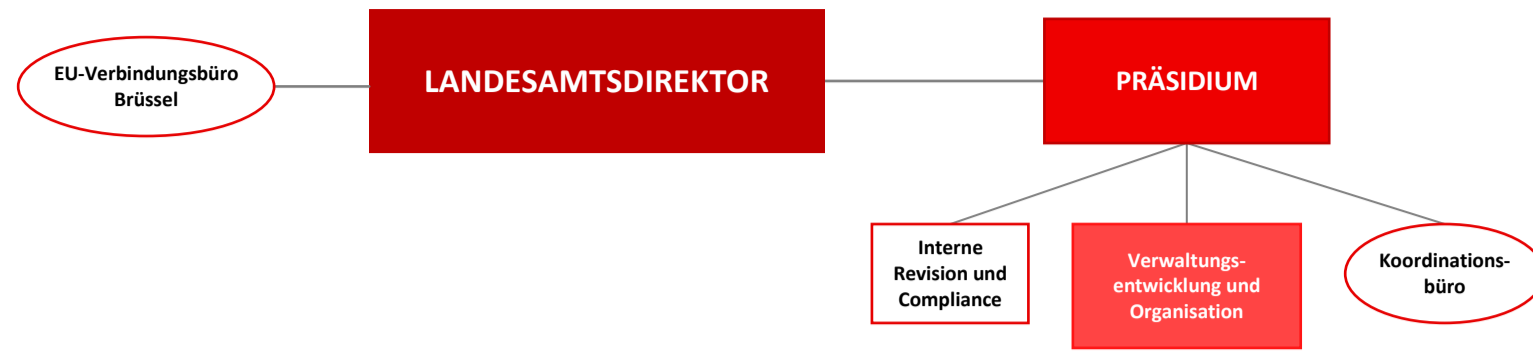 EU-Verbindungsbüro
Brüssel
LANDESAMTSDIREKTOR
PRÄSIDIUM
Interne
Revision und
Compliance
Verwaltungs-
entwicklung und
Organisation
Koordinations-
büro